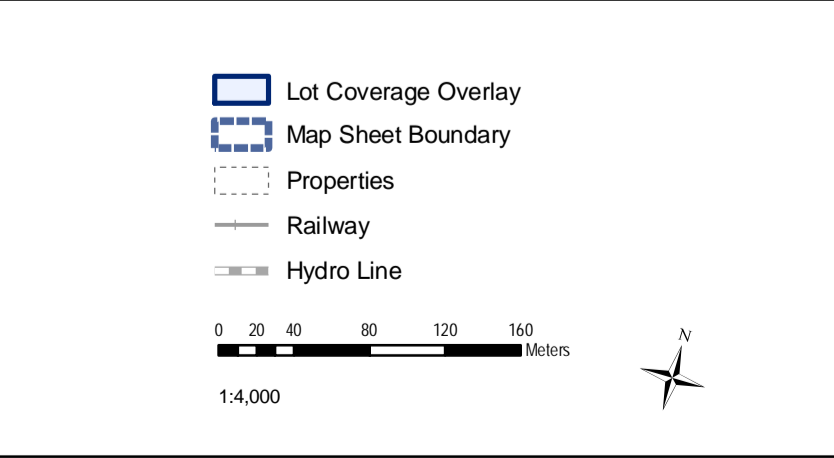 Lot Coverage Overlay
Map Sheet Boundary
Properties
Railway
Hydro Line
0 20 40 80 120 160
Meters
1:4,000
N